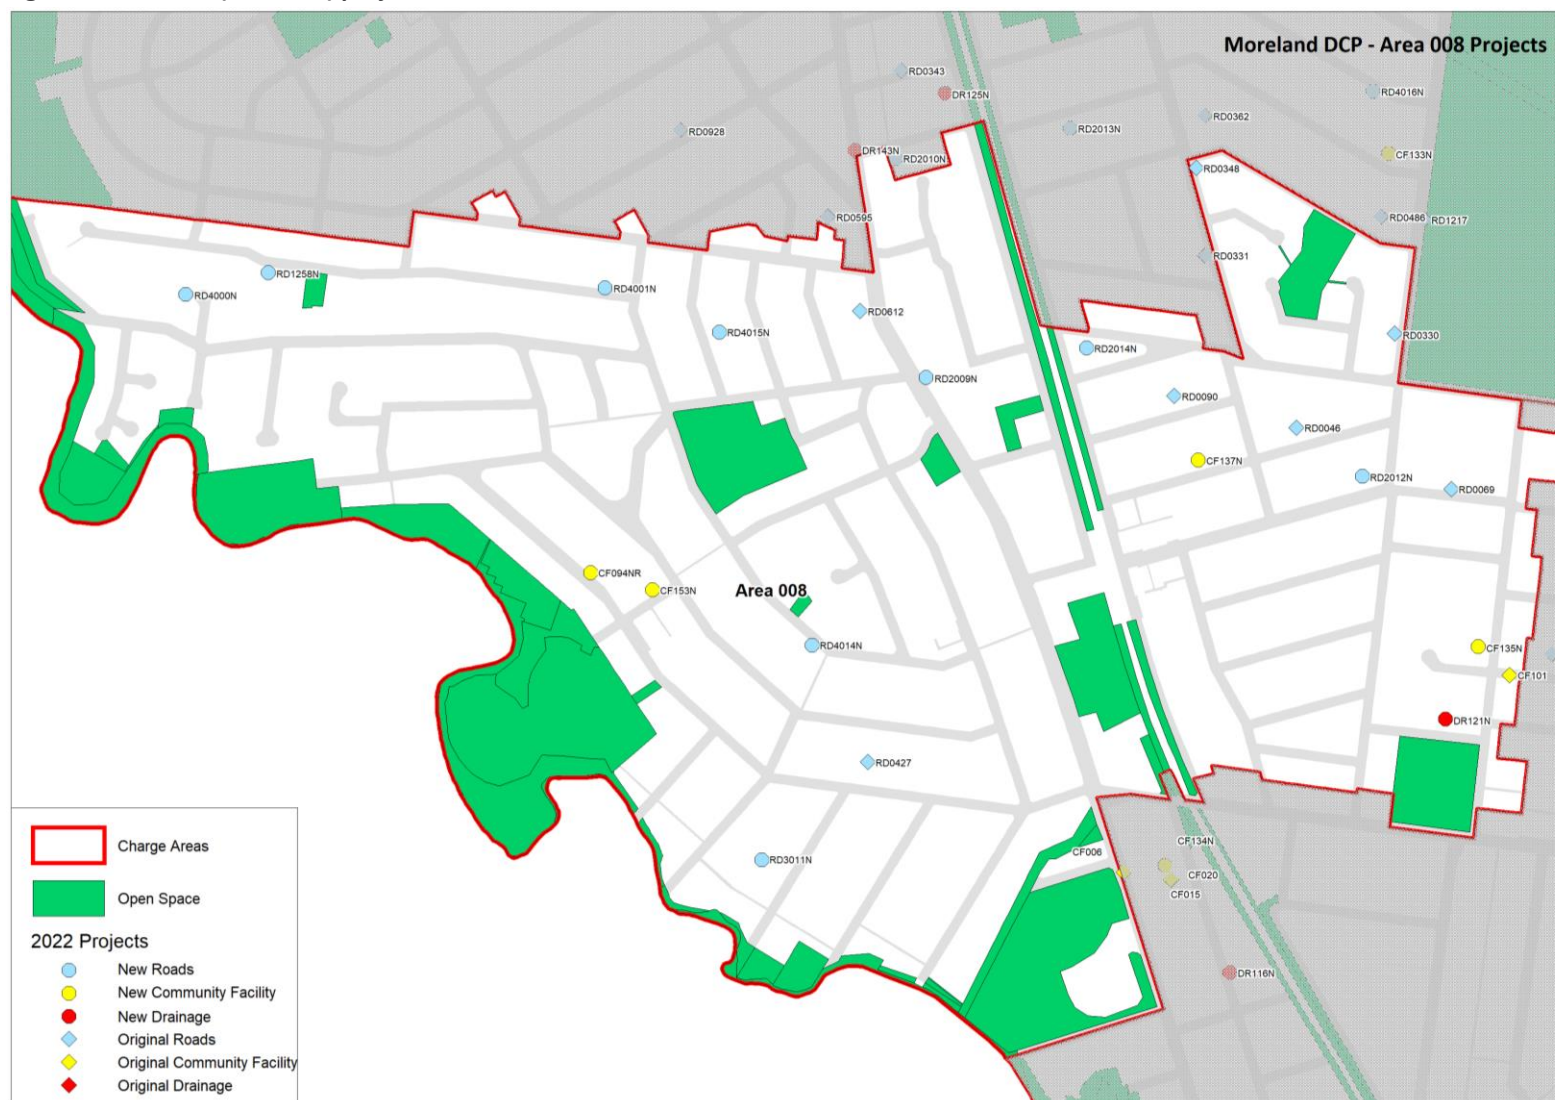 Moreland DCP - Area 008 Projects
RD0343
DR125N
RD4016N
RD0362
RD2013N
RD0928
DR143N
RD2010N
CF133N
RD0348
RD0595
RD0486
RD1217
RD0331
RD1258N
RD4000N
RD4001N
RD0612
RD4015N
RD0330
RD2014N
RD2009N
RD0090
RD0046
CF137N
RD2012N
RD0069
CF094NR
CF153N
Area 008
RD4014N
CF135N
CF101
DR121N
RD0427
CF134N
CF006
RD3011N
CF020
CF015
DR116N
Charge Areas
Open Space
2022 Projects
New Roads
New Community Facility
New Drainage
Original Roads
Original Community Facility
Original Drainage